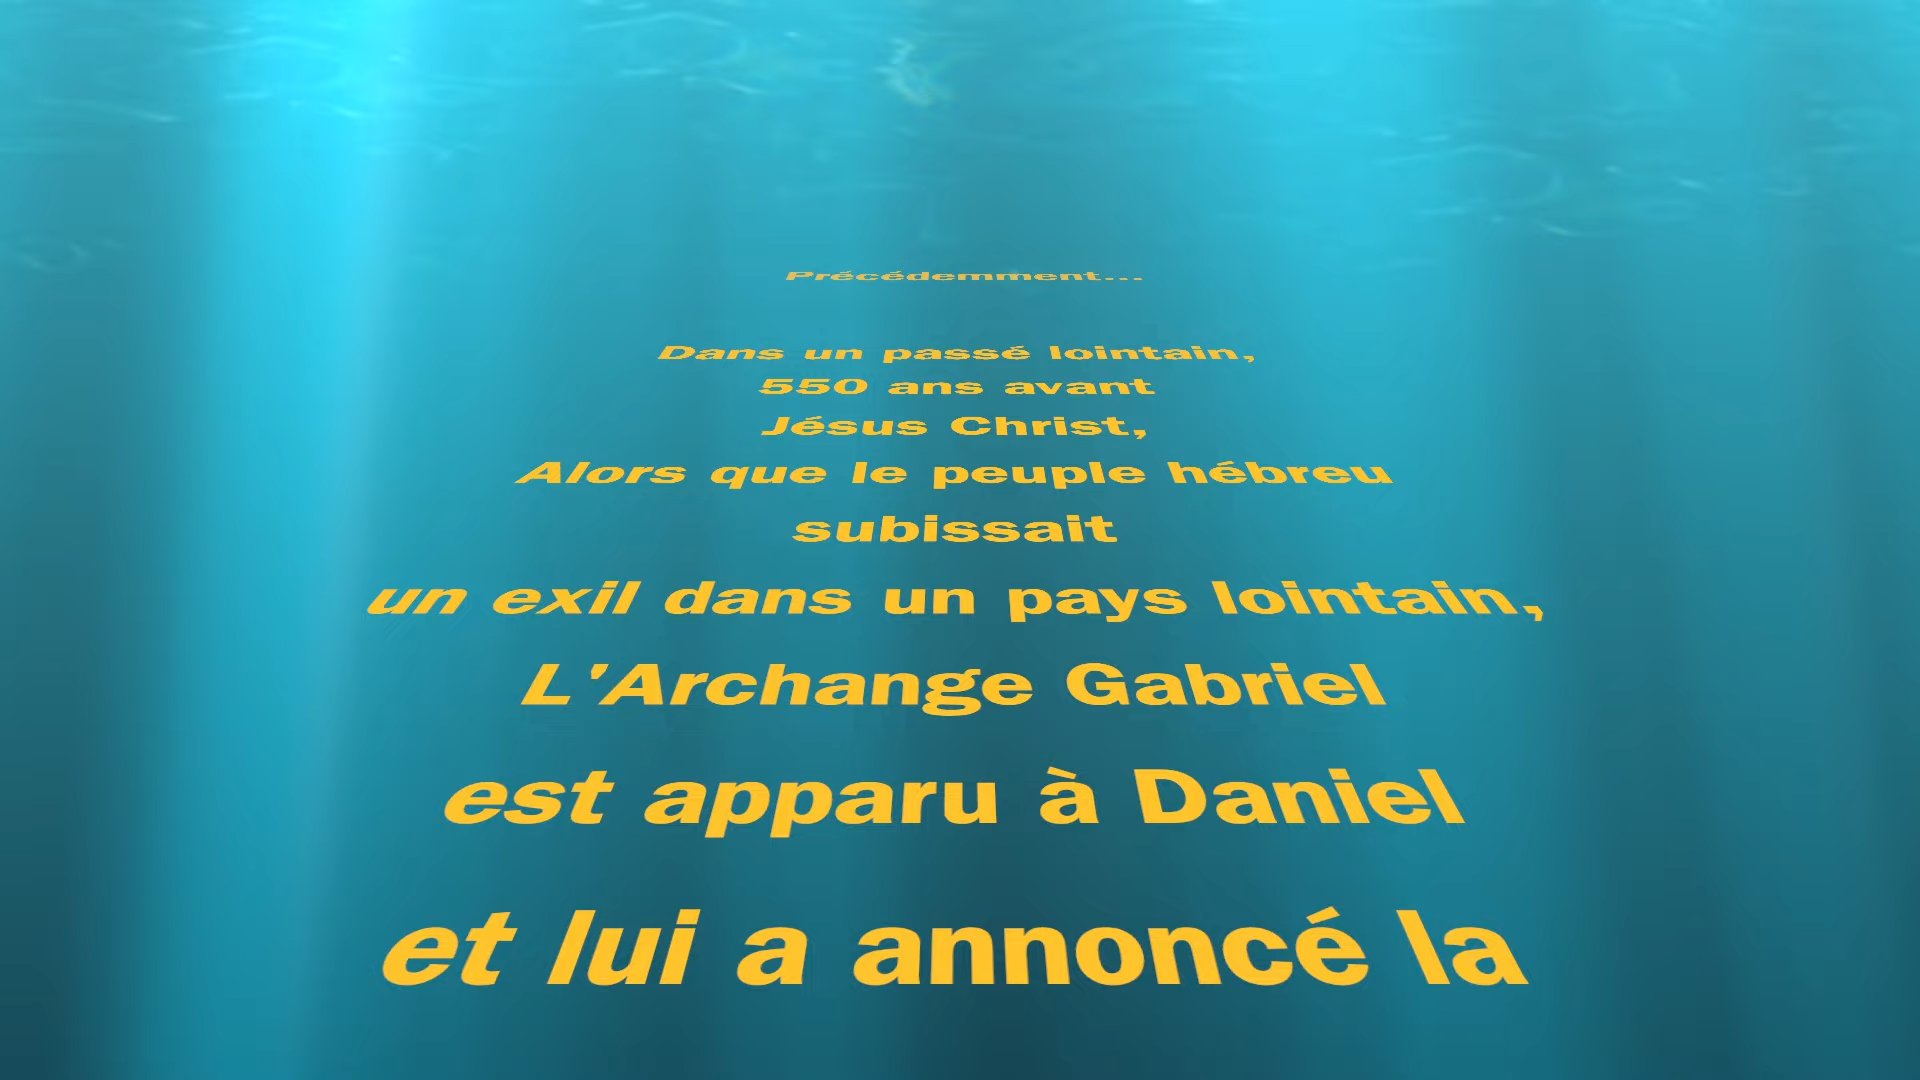 Précédemment...
Dans un passé lointain,
550 ans avant
Jésus Christ,
Alors que le peuple hébreu
subissait
un exil dans un pays lointain,
L'Archange Gabriel
est apparu à Daniel
et lui a annoncé la